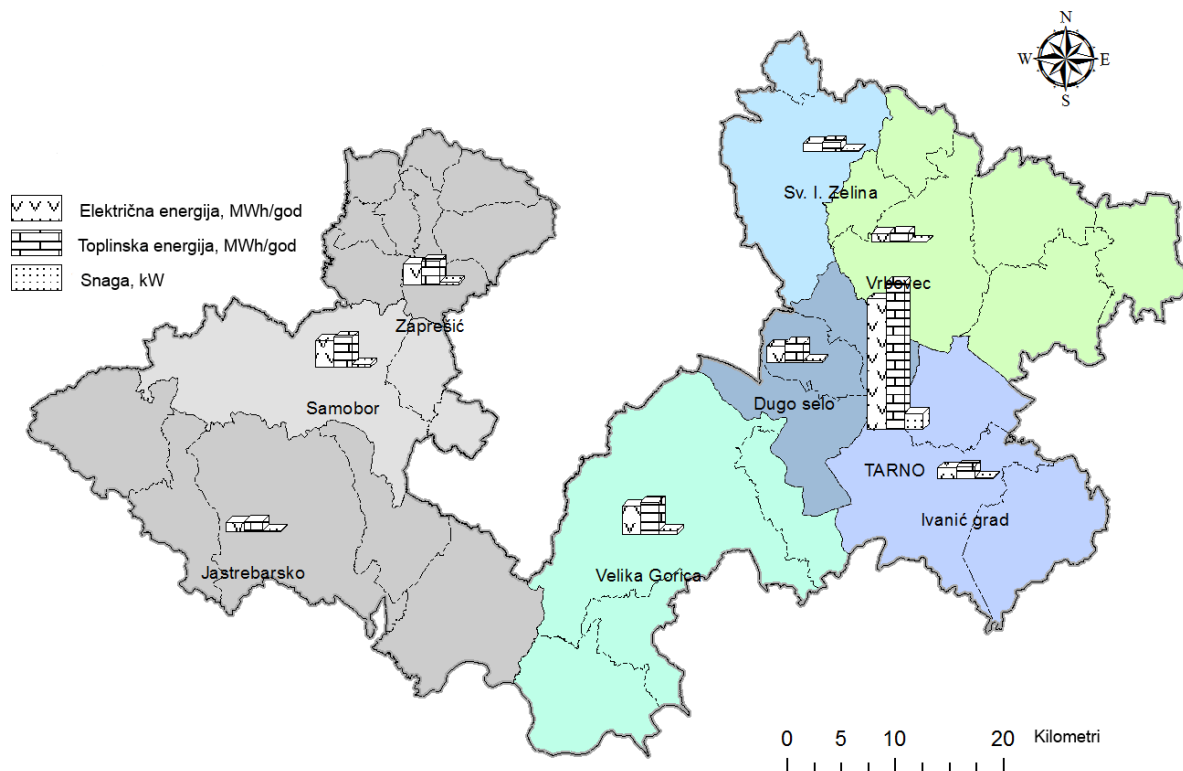 N
W E
S
Električna energija, MWh/god
Toplinska energija, MWh/god
Snaga, kW
Sv. I. Zelina
Vrbovec
Zaprešić
Samobor
Dugo selo
TARNO
Ivanić grad
Jastrebarsko
Velika Gorica
0 5 10 20 Kilometri